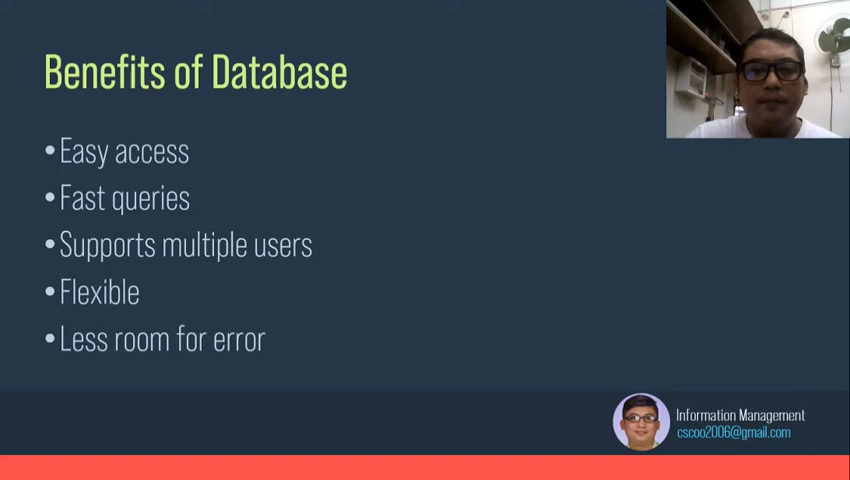 Benefits of Database
•Easy access
•Fast queries
•Supports multiple users
•Flexible
•Less room for error
Information Management
cscoo2006@gmail.com